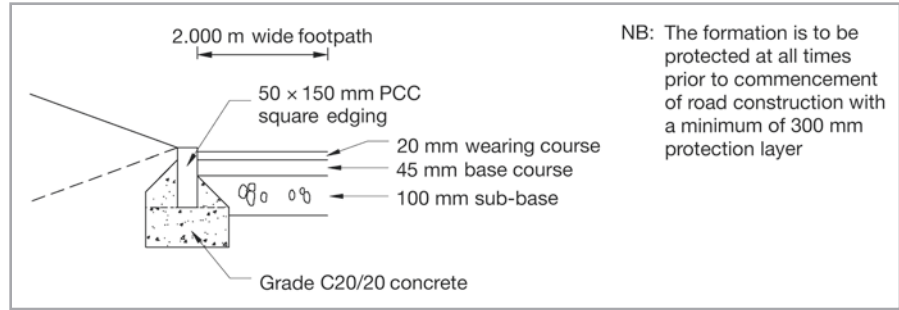 2.000 m wide footpath
50 × 150 mm PCC
square edging
20 mm wearing course
45 mm base course
100 mm sub-base
Grade C20/20 concrete
NB: The formation is to be
protected at all times
prior to commencement
of road construction with
a minimum of 300 mm
protection layer